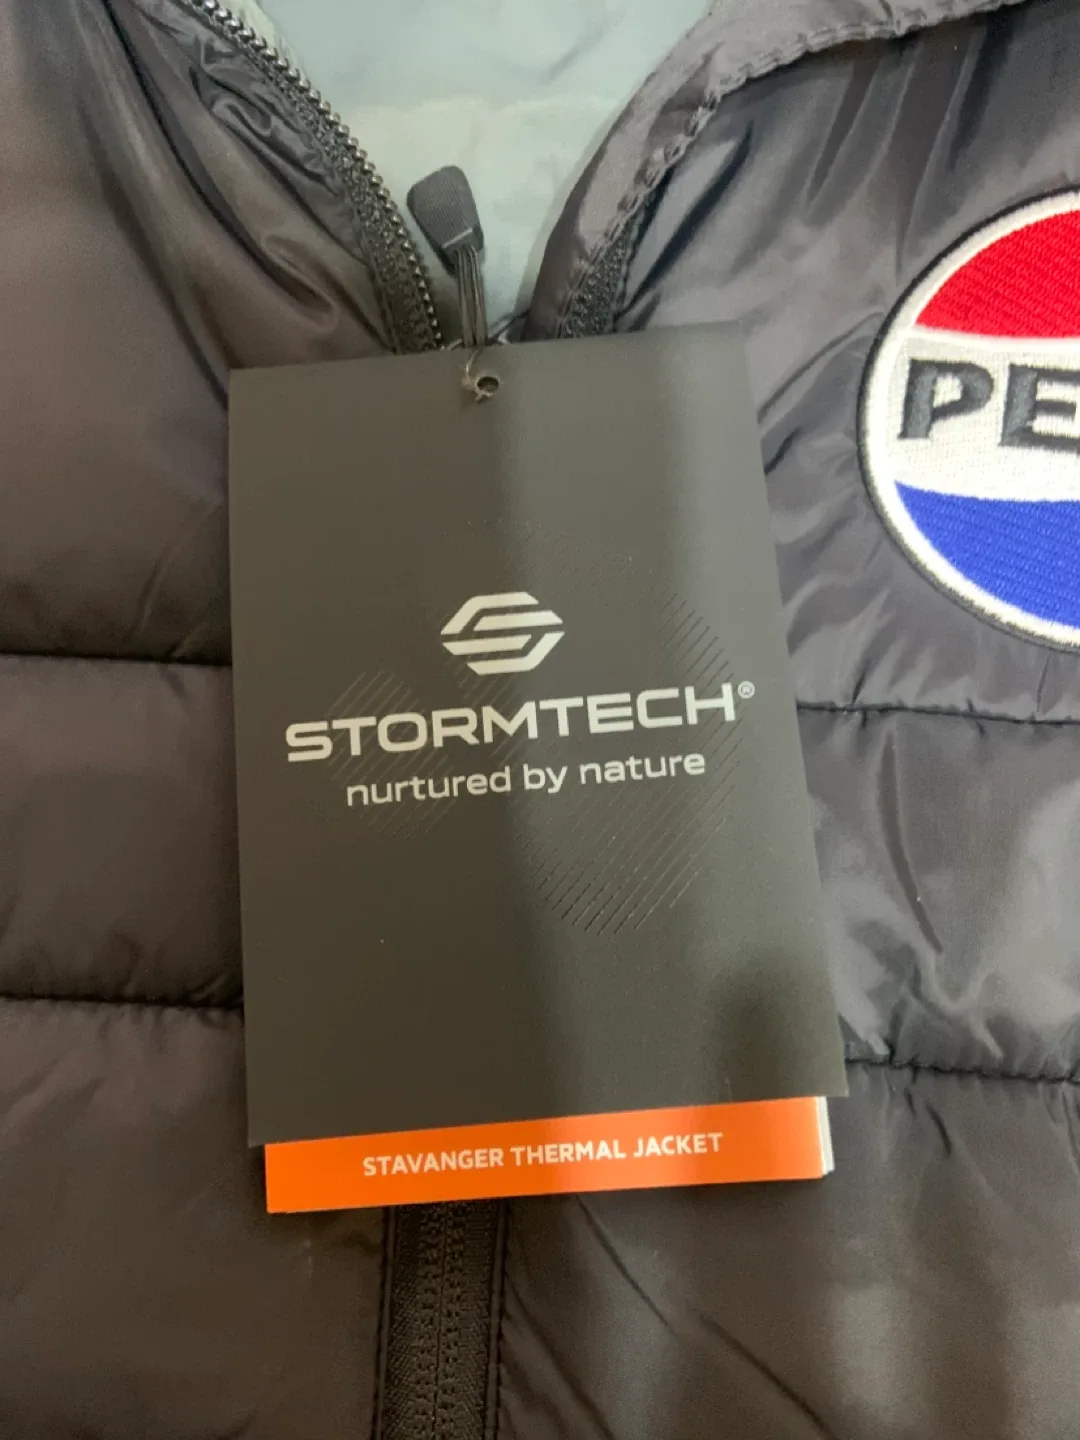 PE
STORMTECH®
nurtured by nature
STAVANGER THERMAL JACKET